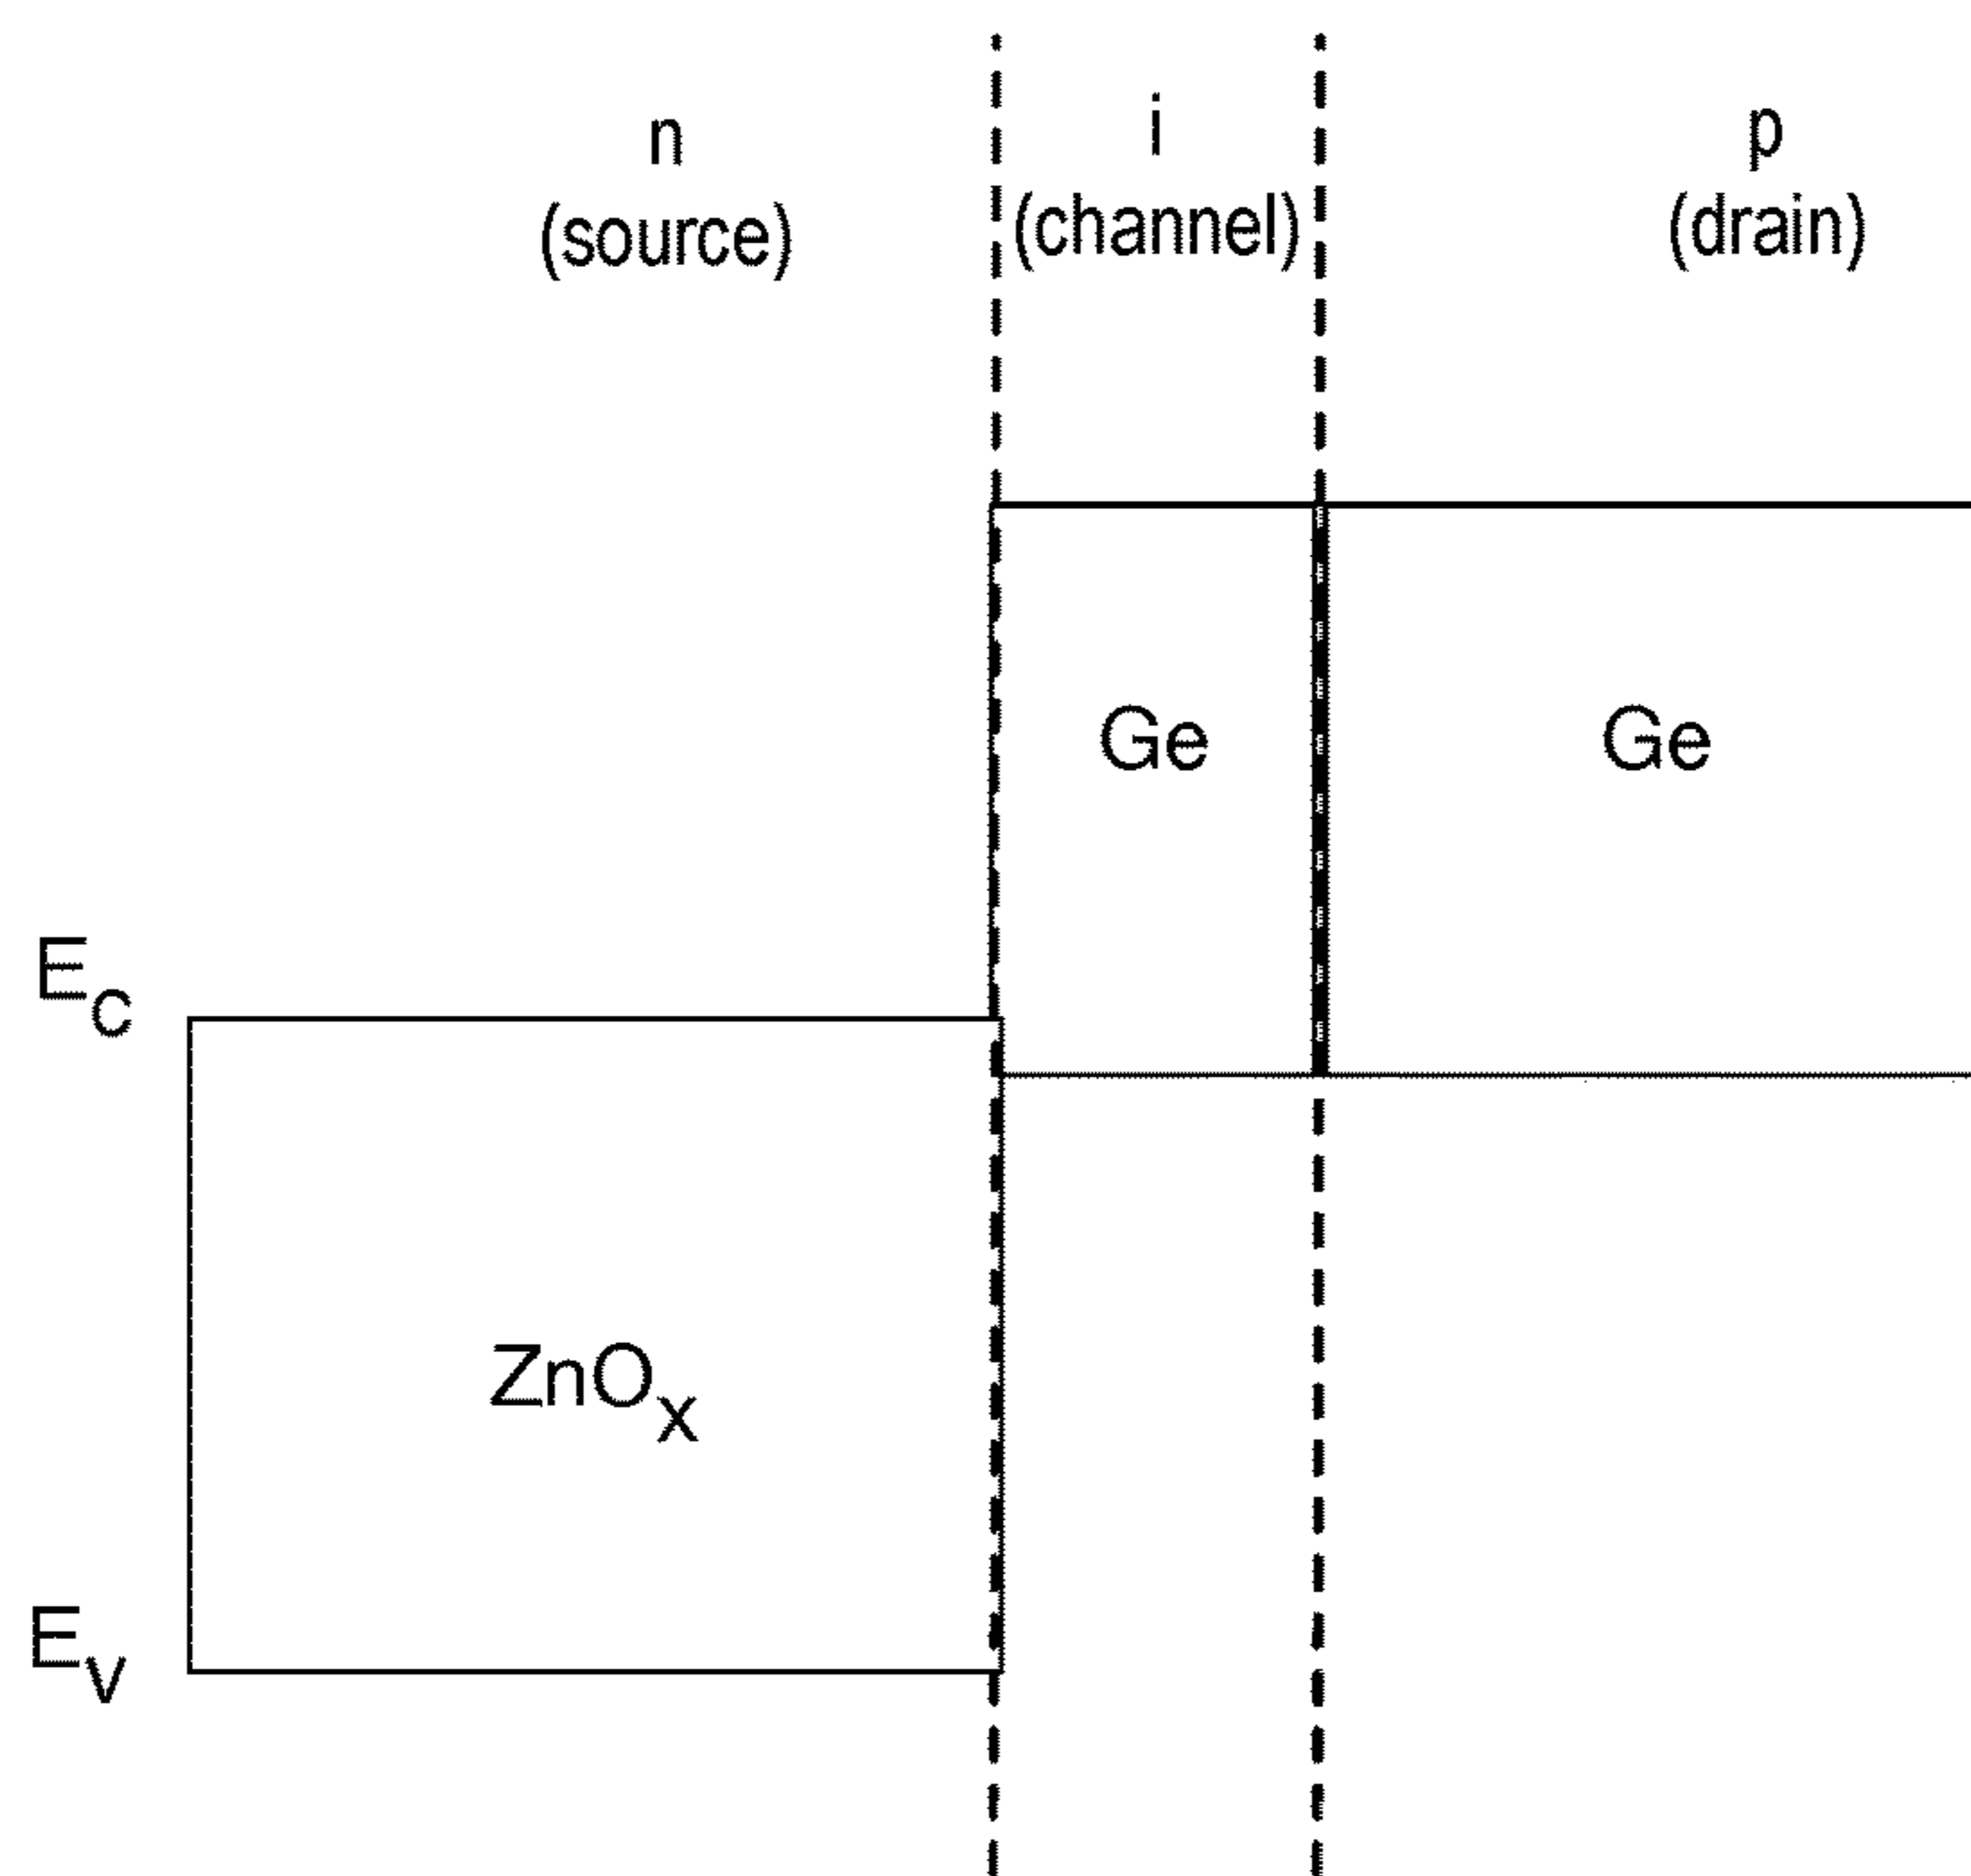 n
(source)
i
(channel)
p
(drain)
Ge
Ge
E_C
ZnO_x
E_V